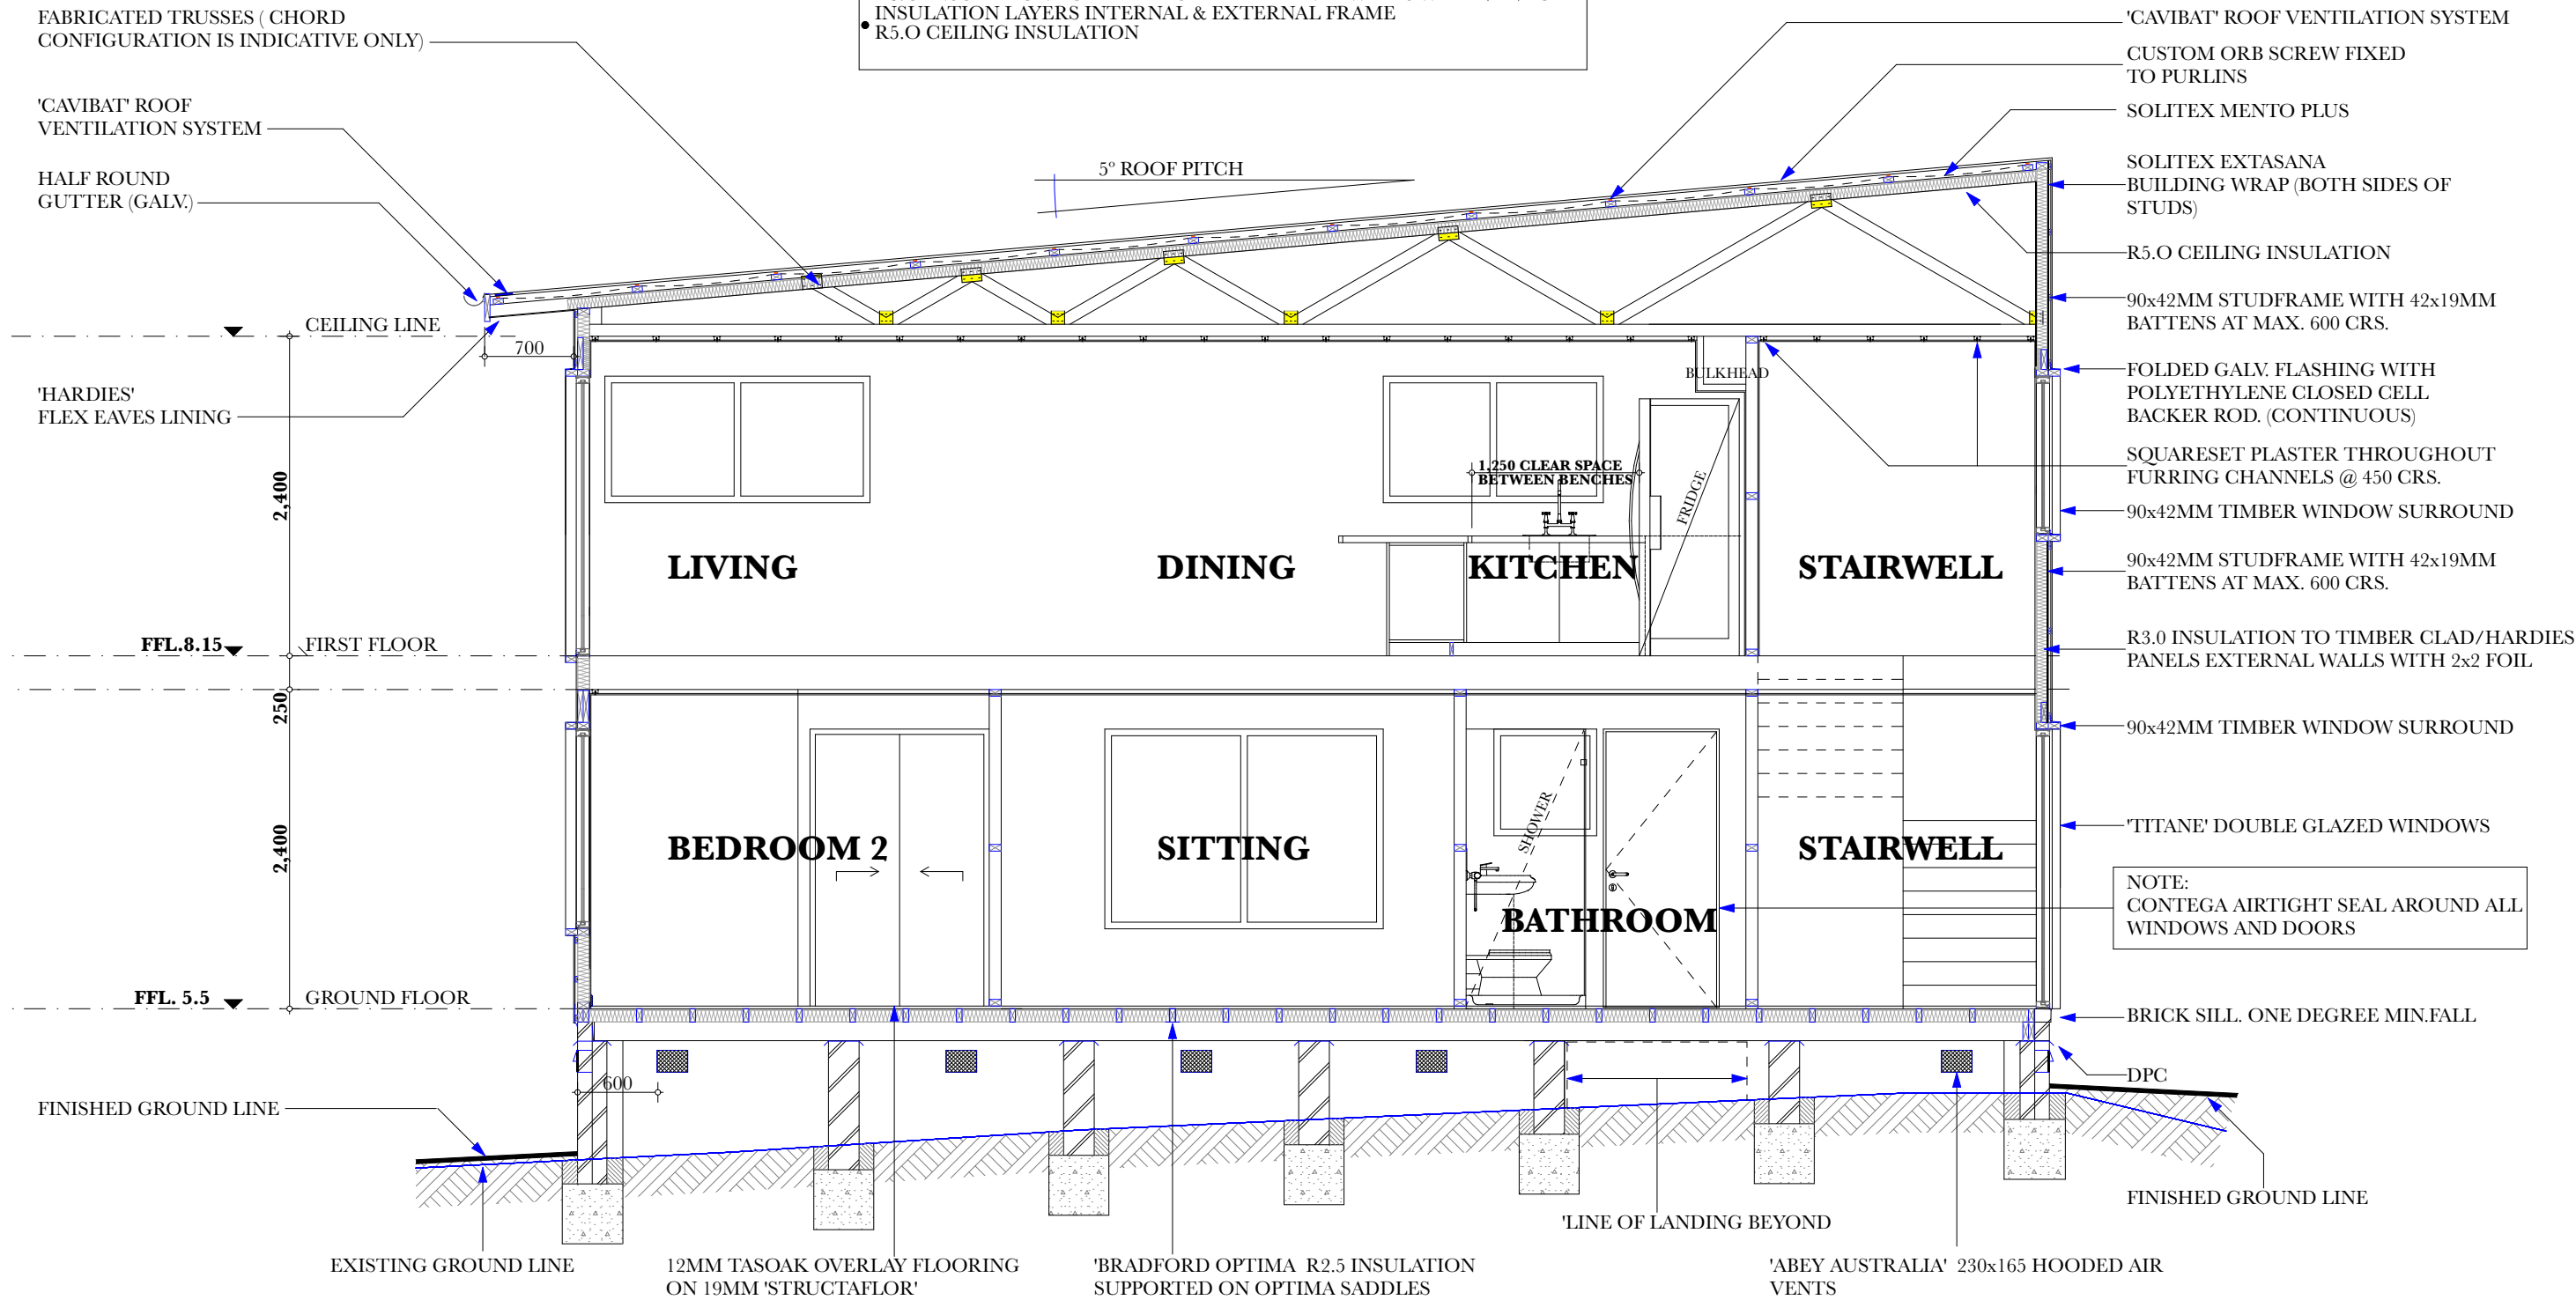 FABRICATED TRUSSES ( CHORD
CONFIGURATION IS INDICATIVE ONLY)
'CAVIBAT' ROOF
VENTILATION SYSTEM
HALF ROUND
GUTTER (GALV.)
CEILING LINE
700
'HARDIES'
FLEX EAVES LINING
INSULATION LAYERS INTERNAL & EXTERNAL FRAME
• R5.O CEILING INSULATION
5° ROOF PITCH
'CAVIBAT' ROOF VENTILATION SYSTEM
CUSTOM ORB SCREW FIXED
TO PURLINS
SOLITEX MENTO PLUS
SOLITEX EXTASANA
BUILDING WRAP (BOTH SIDES OF
STUDS)
R5.O CEILING INSULATION
90x42MM STUDFRAME WITH 42x19MM
BATTENS AT MAX. 600 CRS.
FOLDED GALV. FLASHING WITH
POLYETHYLENE CLOSED CELL
BACKER ROD. (CONTINUOUS)
SQUARESET PLASTER THROUGHOUT
FURRING CHANNELS @ 450 CRS.
90x42MM TIMBER WINDOW SURROUND
90x42MM STUDFRAME WITH 42x19MM
BATTENS AT MAX. 600 CRS.
R3.0 INSULATION TO TIMBER CLAD/HARDIES
PANELS EXTERNAL WALLS WITH 2x2 FOIL
90x42MM TIMBER WINDOW SURROUND
'TITANE' DOUBLE GLAZED WINDOWS
NOTE:
CONTEGA AIRTIGHT SEAL AROUND ALL
WINDOWS AND DOORS
BRICK SILL. ONE DEGREE MIN.FALL
DPC
FINISHED GROUND LINE
BULKHEAD
1,250 CLEAR SPACE
BETWEEN BENCHES
FRIDGE
2,400
LIVING
DINING
KITCHEN
STAIRWELL
FFL.8.15
FIRST FLOOR
250
2,400
BEDROOM 2
SITTING
SHOWER
BATHROOM
STAIRWELL
FFL. 5.5
GROUND FLOOR
600
FINISHED GROUND LINE
EXISTING GROUND LINE
12MM TASOAK OVERLAY FLOORING
ON 19MM 'STRUCTAFLOR'
'BRADFORD OPTIMA R2.5 INSULATION
SUPPORTED ON OPTIMA SADDLES
'LINE OF LANDING BEYOND
'ABEY AUSTRALIA' 230x165 HOODED AIR
VENTS